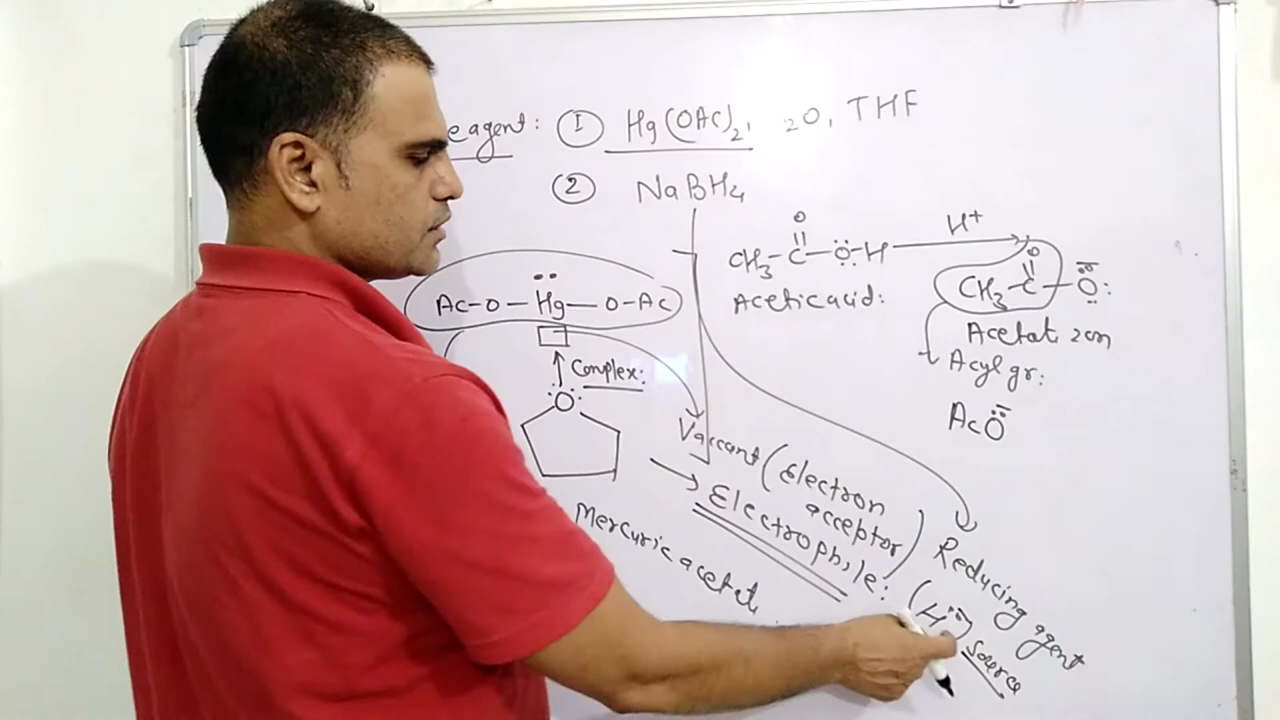 eagent: ① Hg(OAc)2, 2O, THF
② NaBH4
CH3-C-Ö-H
O
H+
CH3-C-O:
O
Acetic acid:
Acetat ion
Acyl gr:
AcO
Ac-O-Hg-O-Ac
Complex:
O
Vaccant (Electron acceptor)
Electrophile:
Mercuric acetat
Reducing agent
(H) Source